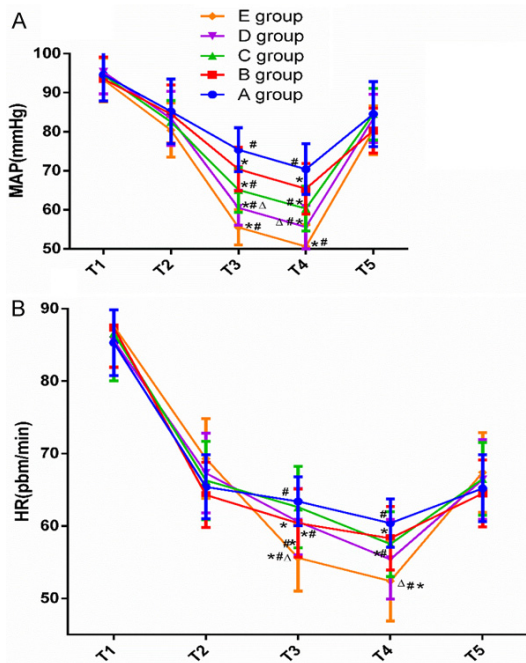 A
E group
D group
C group
B group
A group
MAP(mmHg)
100
90
80
70
60
50
#
*
*#
*#Δ
*#
#
*
#*
Δ#*
*#
T1 T2 T3 T4 T5
B
HR(pbm/min)
90
80
70
60
50
#
*
*#
#*
*#Δ
#
*
*#
Δ#*
T1 T2 T3 T4 T5